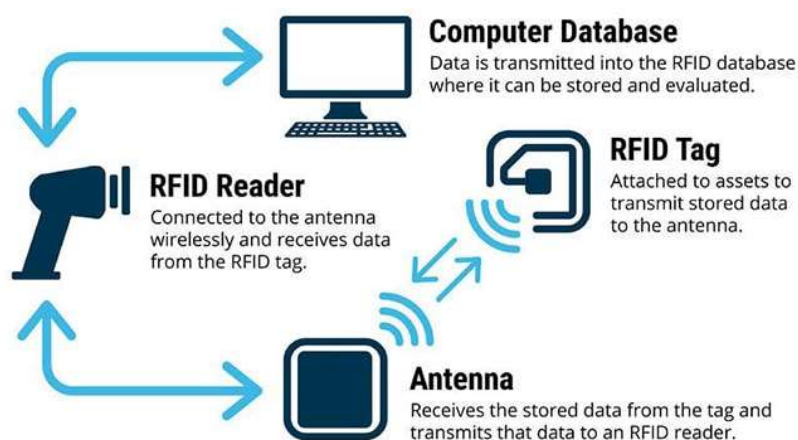 Computer Database
Data is transmitted into the RFID database
where it can be stored and evaluated.
RFID Tag
Attached to assets to
transmit stored data
to the antenna.
RFID Reader
Connected to the antenna
wirelessly and receives data
from the RFID tag.
Antenna
Receives the stored data from the tag and
transmits that data to an RFID reader.